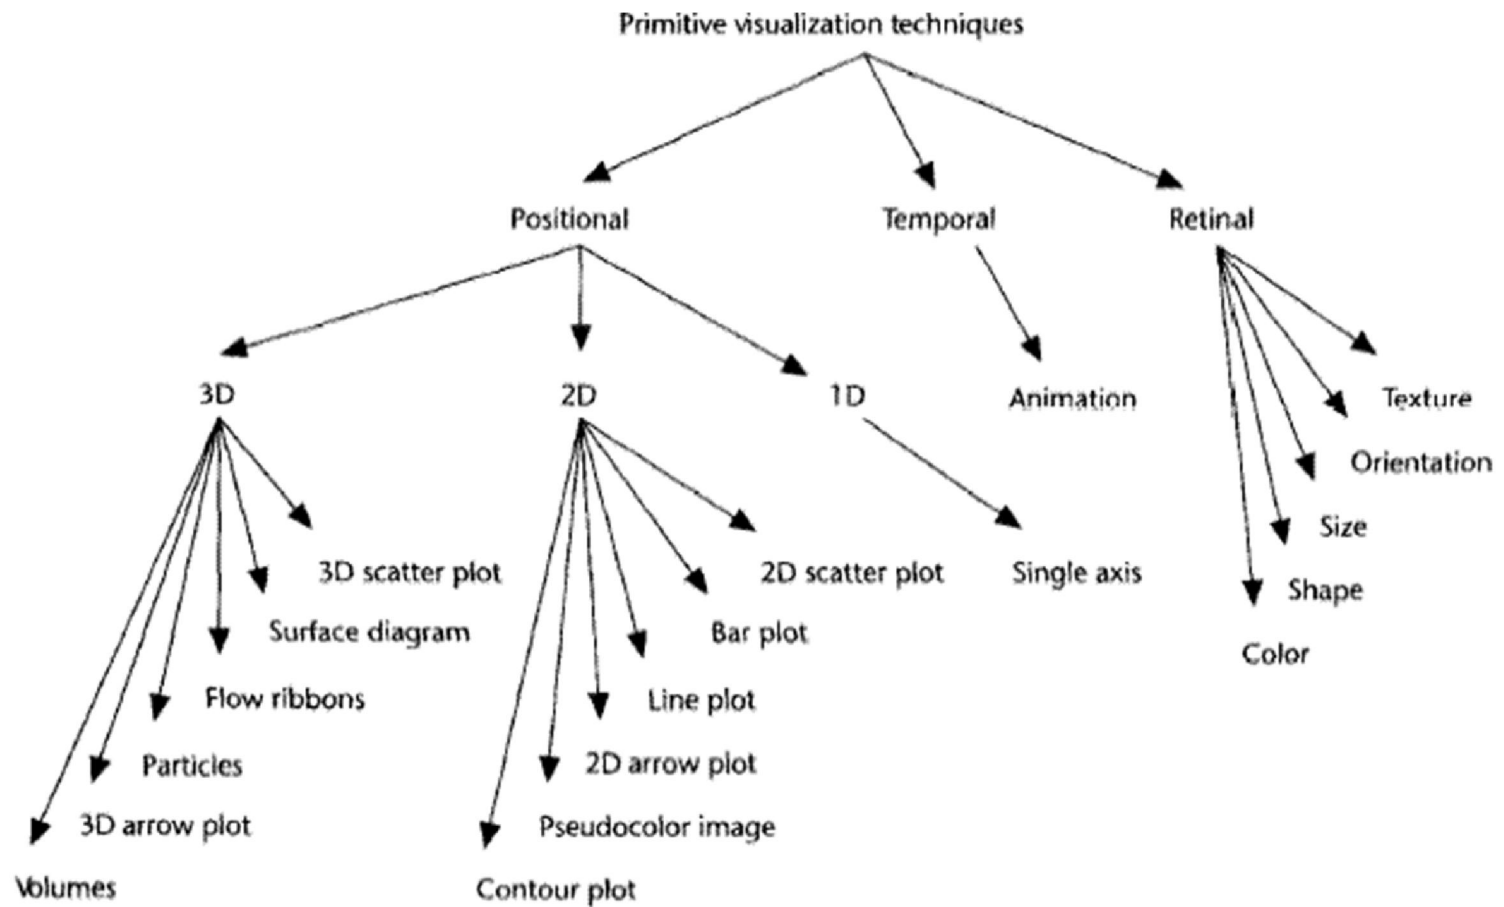 Primitive visualization techniques
Positional
Temporal
Retinal
3D
2D
1D
Animation
Texture
Orientation
Size
Shape
Color
3D scatter plot
Surface diagram
Flow ribbons
Particles
3D arrow plot
Volumes
2D scatter plot
Bar plot
Line plot
2D arrow plot
Pseudocolor image
Contour plot
Single axis